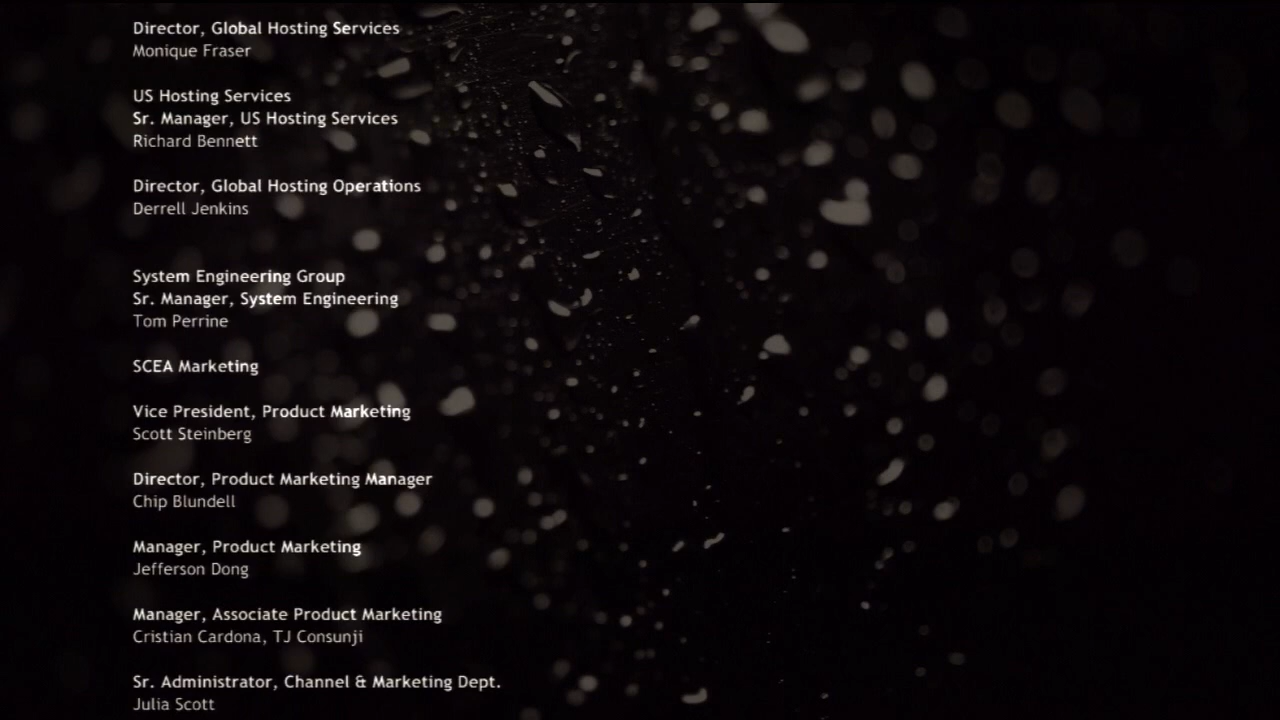 Director, Global Hosting Services
Monique Fraser
US Hosting Services
Sr. Manager, US Hosting Services
Richard Bennett
Director, Global Hosting Operations
Derrell Jenkins
System Engineering Group
Sr. Manager, System Engineering
Tom Perrine
SCEA Marketing
Vice President, Product Marketing
Scott Steinberg
Director, Product Marketing Manager
Chip Blundell
Manager, Product Marketing
Jefferson Dong
Manager, Associate Product Marketing
Cristian Cardona, TJ Consunji
Sr. Administrator, Channel & Marketing Dept.
Julia Scott